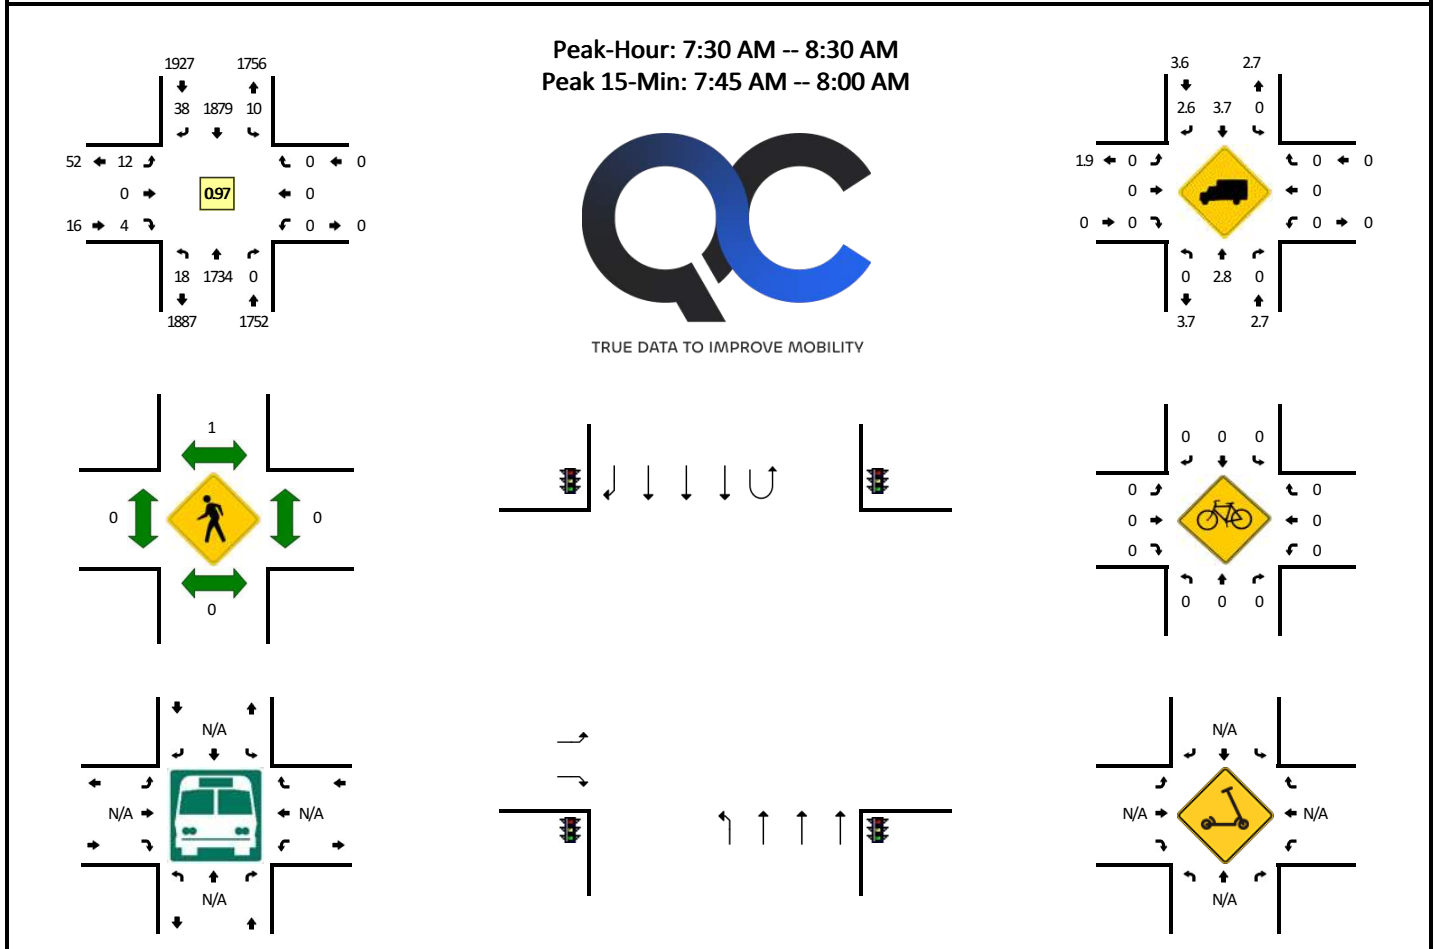 Peak-Hour: 7:30 AM -- 8:30 AM
Peak 15-Min: 7:45 AM -- 8:00 AM
1927 1756
38 1879 10
52 12 0 0
0 0.97 0
16 4 0 0
18 1734 0
1887 1752
QC
TRUE DATA TO IMPROVE MOBILITY
3.6 2.7
2.6 3.7 0
1.9 0 0 0
0 0
0 0 0 0
0 2.8 0
3.7 2.7
1
0 0
0
0 0 0
0 0
0 0
0 0
0 0 0
N/A
N/A N/A
N/A
N/A
N/A N/A
N/A